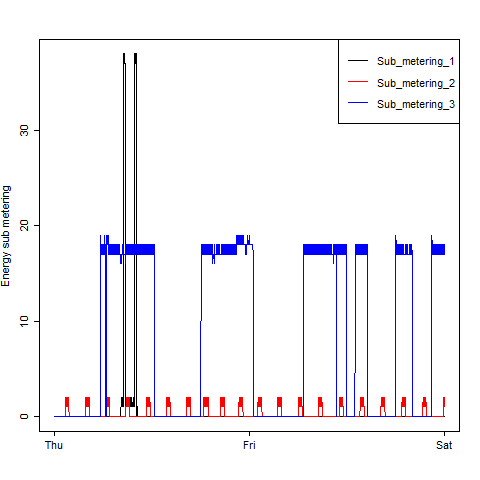 Sub_metering_1
Sub_metering_2
Sub_metering_3
Energy sub metering
30
20
10
0
Thu Fri Sat